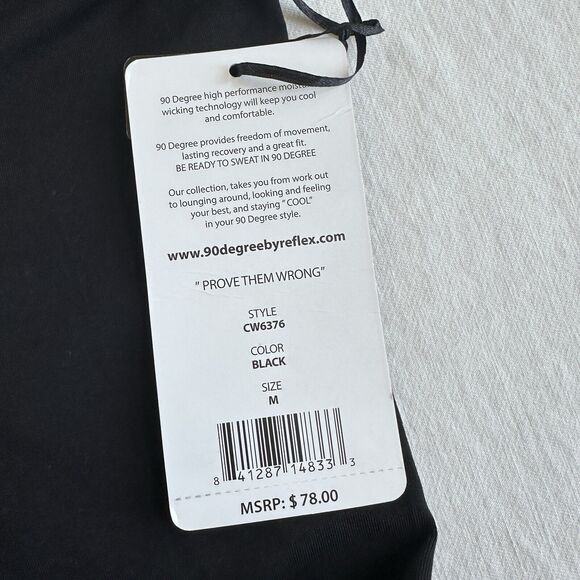 90 Degree high performance moisture
wicking technology will keep you cool
and comfortable.
90 Degree provides freedom of movement,
lasting recovery and a great fit.
BE READY TO SWEAT IN 90 DEGREE
Our collection, takes you from work out
to lounging around, looking and feeling
your best, and staying "COOL"
in your 90 Degree style.
www.90degreebyreflex.com
" PROVE THEM WRONG"
STYLE
CW6376
COLOR
BLACK
SIZE
M
8 41287 14833 3
MSRP: $ 78.00